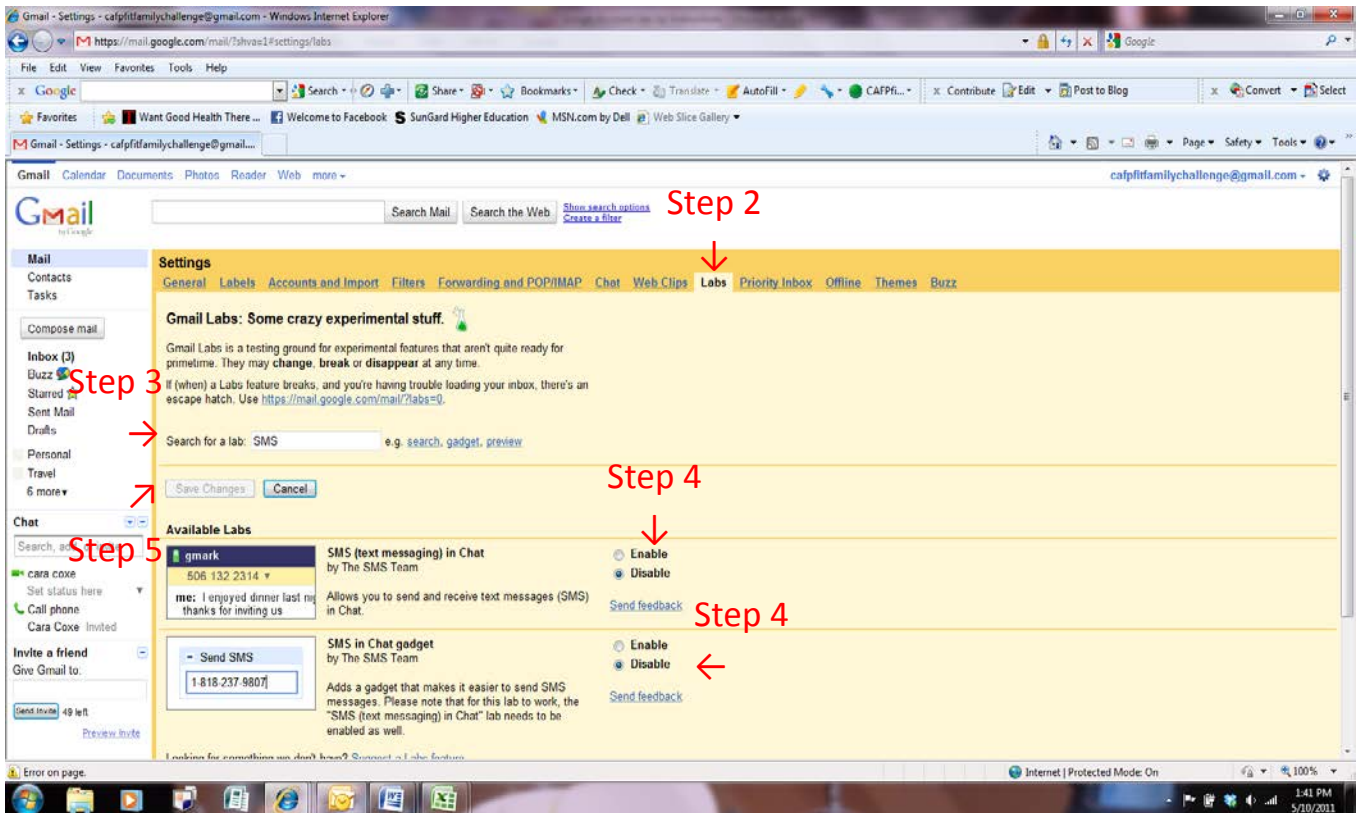 Gmail - Settings - cafpfitfamilychallenge@gmail.com - Windows Internet Explorer
https://mail.google.com/mail/?shva=1#settings/labs
Google
File Edit View Favorites Tools Help
x Google
Search Share Bookmarks Check Translate AutoFill CAFPfi... x Contribute Edit Post to Blog x Convert Select
Favorites Want Good Health There ... Welcome to Facebook SunGard Higher Education MSN.com by Dell Web Slice Gallery
Gmail - Settings - cafpfitfamilychallenge@gmail....
Page Safety Tools
Gmail Calendar Documents Photos Reader Web more
cafpfitfamilychallenge@gmail.com
Gmail
by Google
Search Mail Search the Web
Show search options
Create a filter
Step 2
Mail
Contacts
Tasks
Compose mail
Inbox (3)
Buzz
Starred
Sent Mail
Drafts
Personal
Travel
6 more
Chat
Search, add, or
cara coxe
Set status here
Call phone
Cara Coxe Invited
Invite a friend
Give Gmail to:
Send Invite 49 left
Preview Invite
Settings
General Labels Accounts and Import Filters Forwarding and POP/IMAP Chat Web Clips Labs Priority Inbox Offline Themes Buzz
Gmail Labs: Some crazy experimental stuff.
Gmail Labs is a testing ground for experimental features that aren't quite ready for
primetime. They may change, break or disappear at any time.
If (when) a Labs feature breaks, and you're having trouble loading your inbox, there's an
escape hatch. Use https://mail.google.com/mail/?labs=0.
Step 3
Search for a lab: SMS e.g. search, gadget, preview
Save Changes Cancel
Step 5
Step 4
Available Labs
gmark
506 132 2314
me: I enjoyed dinner last
thanks for inviting us
SMS (text messaging) in Chat
by The SMS Team
Allows you to send and receive text messages (SMS)
in Chat.
Enable
Disable
Send feedback
Step 4
- Send SMS
1-818-237-9807
SMS in Chat gadget
by The SMS Team
Adds a gadget that makes it easier to send SMS
messages. Please note that for this lab to work, the
"SMS (text messaging) in Chat" lab needs to be
enabled as well.
Enable
Disable
Send feedback
Looking for something we don't have? Suggest a Labs feature
Error on page.
Internet | Protected Mode: On
100%
1:41 PM
5/10/2011